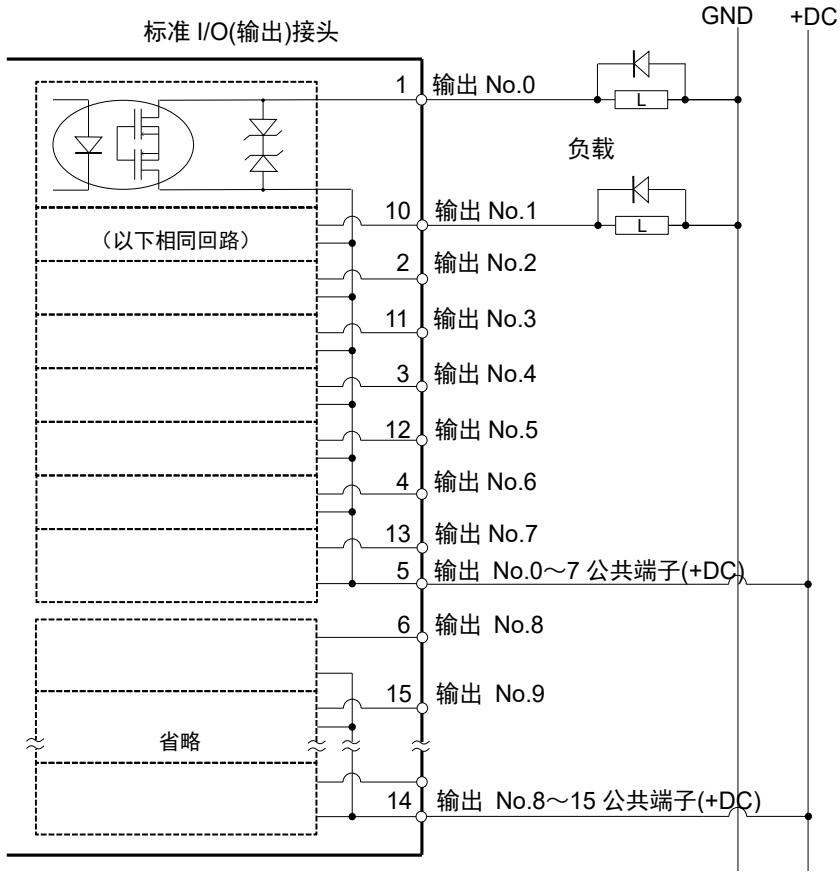 标准 I/O(输出)接头
GND +DC
1 输出 No.0
L
负载
10 输出 No.1
L
(以下相同回路)
2 输出 No.2
11 输出 No.3
3 输出 No.4
12 输出 No.5
4 输出 No.6
13 输出 No.7
5 输出 No.0～7 公共端子(+DC)
6 输出 No.8
15 输出 No.9
省略
14 输出 No.8～15 公共端子(+DC)